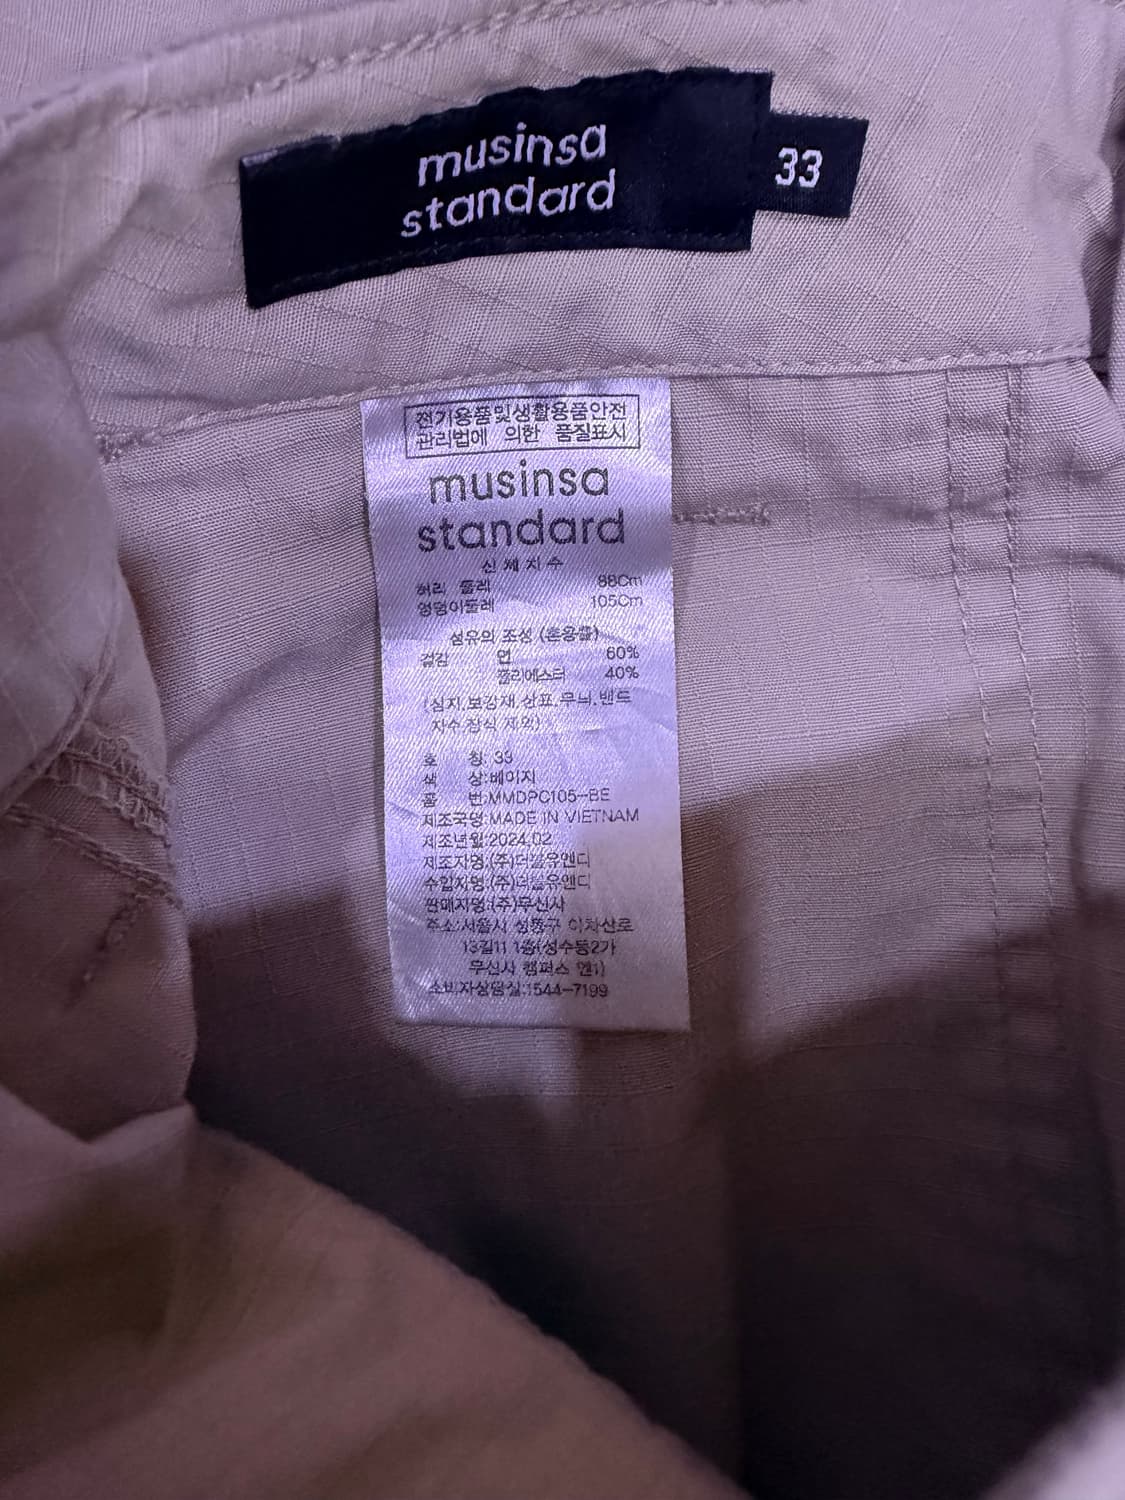 musinsa
standard
33
전기용품및생활용품안전
관리법에 의한 품질표시
musinsa
standard
신체치수
허리 둘레 88Cm
엉덩이둘레 105Cm
섬유의 조성 (혼용률)
겉감 면 60%
폴리에스터 40%
(심지,보강재,상표,무늬,밴드
자수,장식 제외)
호 칭: 33
색 상:베이지
품 번:MMDPC105-BE
제조국명:MADE IN VIETNAM
제조년월:2024.02
제조자명:(주)더블유앤디
수입자명:(주)더블유앤디
판매자명:(주)무신사
주소:서울시 성동구 아차산로
13길11 1층(성수동2가
무신사 캠퍼스 엔1)
소비자상담실:1544-7199